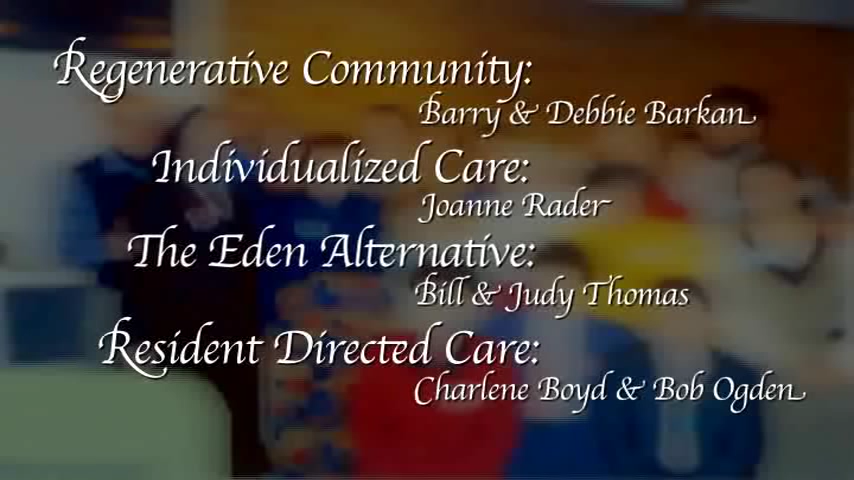 Regenerative Community:
Barry & Debbie Barkan
Individualized Care:
Joanne Rader
The Eden Alternative:
Bill & Judy Thomas
Resident Directed Care:
Charlene Boyd & Bob Ogden